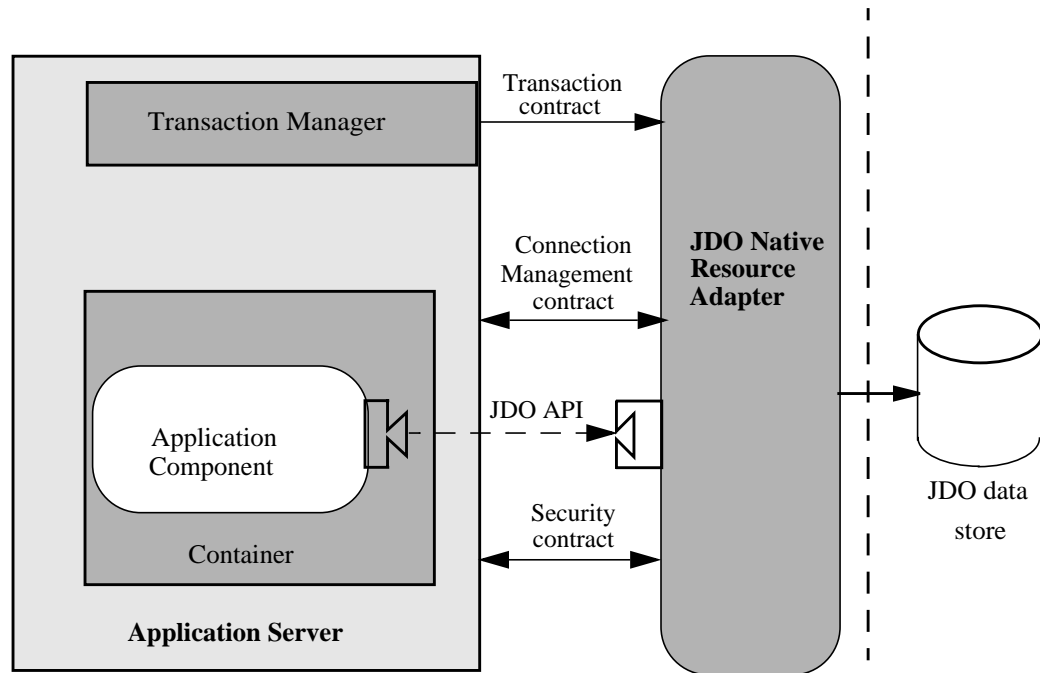 Transaction
contract
Transaction Manager
Connection
Management
contract
JDO Native
Resource
Adapter
JDO API
Application
Component
Security
contract
Container
Application Server
JDO data
store